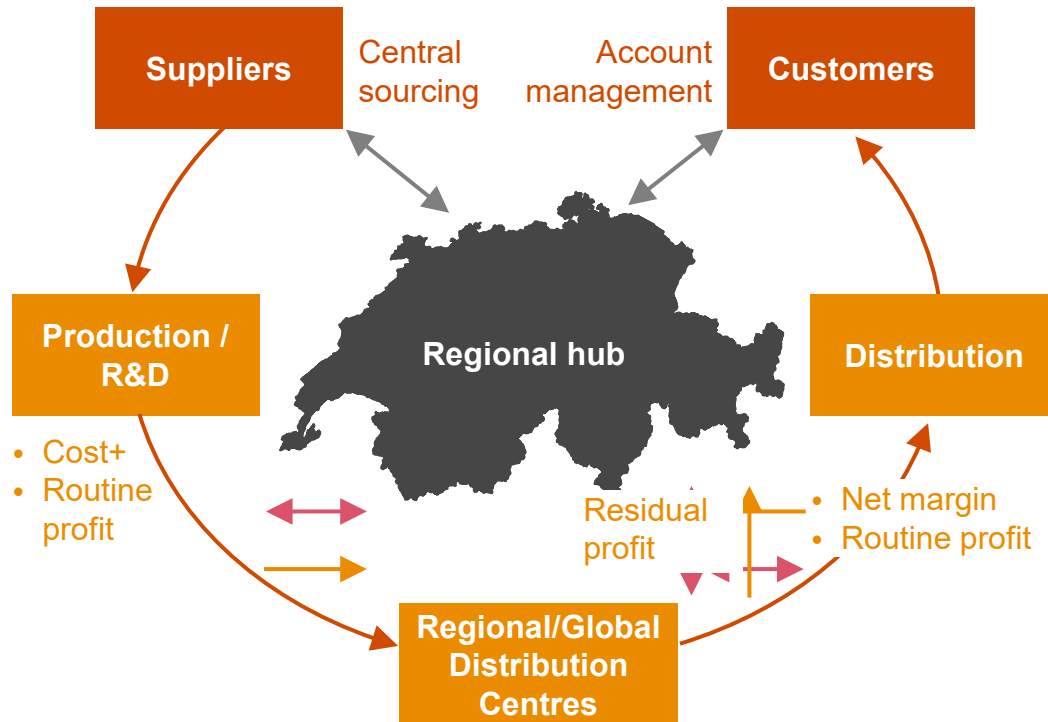 Suppliers
Central
sourcing
Account
management
Customers
Production /
R&D
Regional hub
Distribution
• Cost+
• Routine
profit
Residual
profit
• Net margin
• Routine profit
Regional/Global
Distribution
Centres